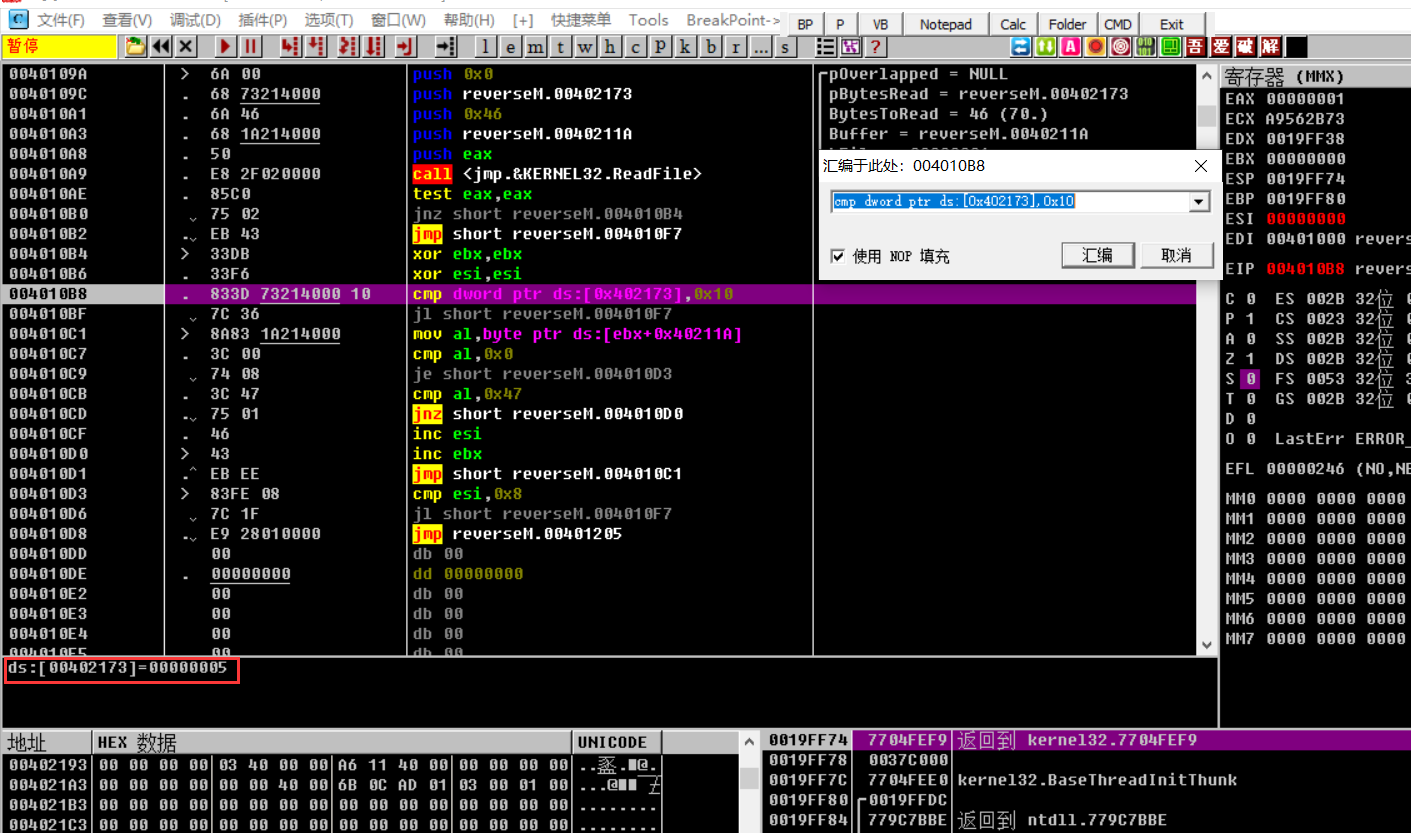 文件(F) 查看(V) 调试(D) 插件(P) 选项(T) 窗口(W) 帮助(H) [+] 快捷菜单 Tools BreakPoint-> BP P VB Notepad Calc Folder CMD Exit
暂停 l e m t w h c P k b r ... s ? 吾 爱 破 解
0040109A > 6A 00 push 0x0 pOverlapped = NULL
0040109C . 68 73214000 push reverseM.00402173 pBytesRead = reverseM.00402173
004010A1 . 6A 46 push 0x46 BytesToRead = 46 (70.)
004010A3 . 68 1A214000 push reverseM.0040211A Buffer = reverseM.0040211A
004010A8 . 50 push eax
004010A9 . E8 2F020000 call <jmp.&KERNEL32.ReadFile>
004010AE . 85C0 test eax,eax
004010B0 . 75 02 jnz short reverseM.004010B4
004010B2 . EB 43 jmp short reverseM.004010F7
004010B4 > 33DB xor ebx,ebx
004010B6 . 33F6 xor esi,esi
004010B8 . 833D 73214000 10 cmp dword ptr ds:[0x402173],0x10
004010BF . 7C 36 jl short reverseM.004010F7
004010C1 > 8A83 1A214000 mov al,byte ptr ds:[ebx+0x40211A]
004010C7 . 3C 00 cmp al,0x0
004010C9 . 74 08 je short reverseM.004010D3
004010CB . 3C 47 cmp al,0x47
004010CD . 75 01 jnz short reverseM.004010D0
004010CF . 46 inc esi
004010D0 > 43 inc ebx
004010D1 .^ EB EE jmp short reverseM.004010C1
004010D3 > 83FE 08 cmp esi,0x8
004010D6 . 7C 1F jl short reverseM.004010F7
004010D8 . E9 28010000 jmp reverseM.00401205
004010DD 00 db 00
004010DE . 00000000 dd 00000000
004010E2 00 db 00
004010E3 00 db 00
004010E4 00 db 00
004010E5 00 db 00
汇编于此处: 004010B8
cmp dword ptr ds:[0x402173],0x10
使用 NOP 填充 汇编 取消
寄存器 (MMX)
EAX 00000001
ECX A9562B73
EDX 0019FF38
EBX 00000000
ESP 0019FF74
EBP 0019FF80
ESI 00000000
EDI 00401000 revers
EIP 004010B8 revers
C 0 ES 002B 32位
P 1 CS 0023 32位
A 0 SS 002B 32位
Z 1 DS 002B 32位
S 0 FS 0053 32位
T 0 GS 002B 32位
D 0
O 0 LastErr ERROR_
EFL 00000246 (NO,NB
MM0 0000 0000 0000
MM1 0000 0000 0000
MM2 0000 0000 0000
MM3 0000 0000 0000
MM4 0000 0000 0000
MM5 0000 0000 0000
MM6 0000 0000 0000
MM7 0000 0000 0000
ds:[00402173]=00000005
地址 HEX 数据 UNICODE
00402193 00 00 00 00 03 40 00 00 A6 11 40 00 00 00 00 00
004021A3 00 00 00 00 00 00 40 00 6B 0C AD 01 03 00 01 00
004021B3 00 00 00 00 00 00 00 00 00 00 00 00 00 00 00 00 ........
004021C3 00 00 00 00 00 00 00 00 00 00 00 00 00 00 00 00 ........
0019FF74 7704FEF9 返回到 kernel32.7704FEF9
0019FF78 0037C000
0019FF7C 7704FEE0 kernel32.BaseThreadInitThunk
0019FF80 0019FFDC
0019FF84 779C7BBE 返回到 ntdll.779C7BBE